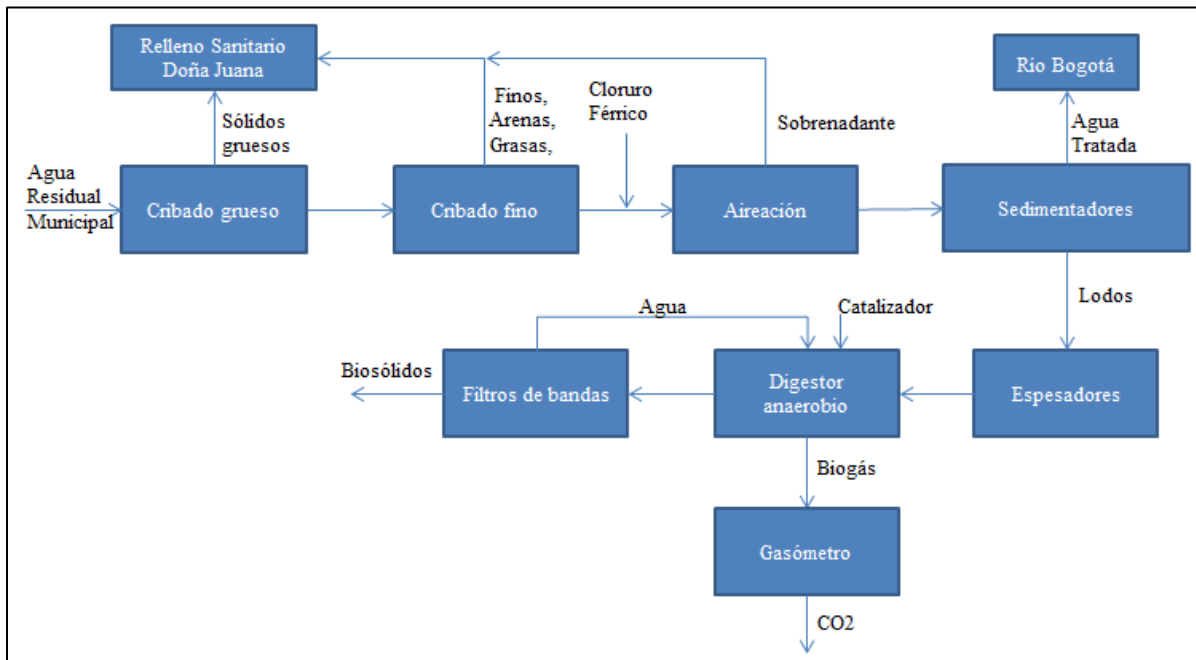 Relleno Sanitario
Doña Juana
Río Bogotá
Sólidos
gruesos
Finos,
Arenas,
Grasas,
Cloruro
Férrico
Sobrenadante
Agua
Tratada
Agua
Residual
Municipal
Cribado grueso
Cribado fino
Aireación
Sedimentadores
Lodos
Agua
Catalizador
Biosólidos
Filtros de bandas
Digestor
anaerobio
Espesadores
Biogás
Gasómetro
CO2